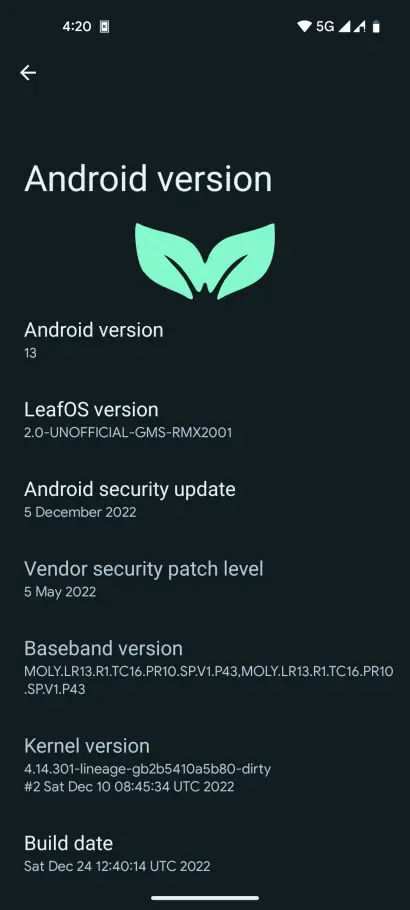 4:20
5G
Android version
Android version
13
LeafOS version
2.0-UNOFFICIAL-GMS-RMX2001
Android security update
5 December 2022
Vendor security patch level
5 May 2022
Baseband version
MOLY.LR13.R1.TC16.PR10.SP.V1.P43,MOLY.LR13.R1.TC16.PR10
.SP.V1.P43
Kernel version
4.14.301-lineage-gb2b5410a5b80-dirty
#2 Sat Dec 10 08:45:34 UTC 2022
Build date
Sat Dec 24 12:40:14 UTC 2022